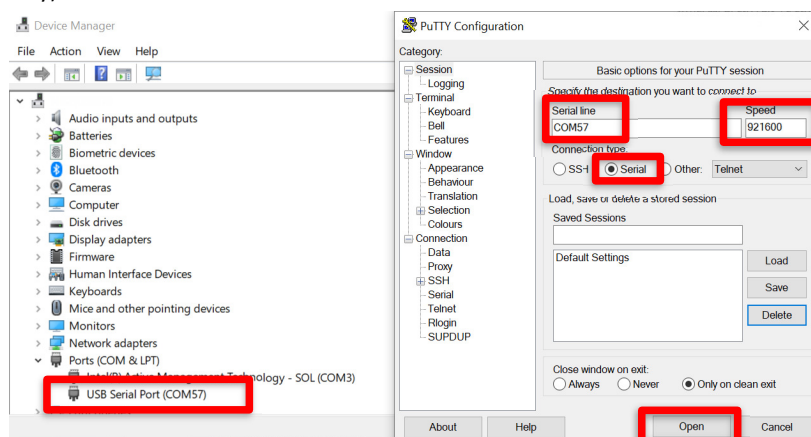 Device Manager
File Action View Help
Audio inputs and outputs
Batteries
Biometric devices
Bluetooth
Cameras
Computer
Disk drives
Display adapters
Firmware
Human Interface Devices
Keyboards
Mice and other pointing devices
Monitors
Network adapters
Ports (COM & LPT)
Intel(R) Active Management Technology - SOL (COM3)
USB Serial Port (COM57)
PuTTY Configuration
Category:
Session
Logging
Terminal
Keyboard
Bell
Features
Window
Appearance
Behaviour
Translation
Selection
Colours
Connection
Data
Proxy
SSH
Serial
Telnet
Rlogin
SUPDUP
Basic options for your PuTTY session
Specify the destination you want to connect to
Serial line Speed
COM57 921600
Connection type:
SSH Serial Other: Telnet
Load, save or delete a stored session
Saved Sessions
Default Settings
Load
Save
Delete
Close window on exit:
Always Never Only on clean exit
About Help Open Cancel